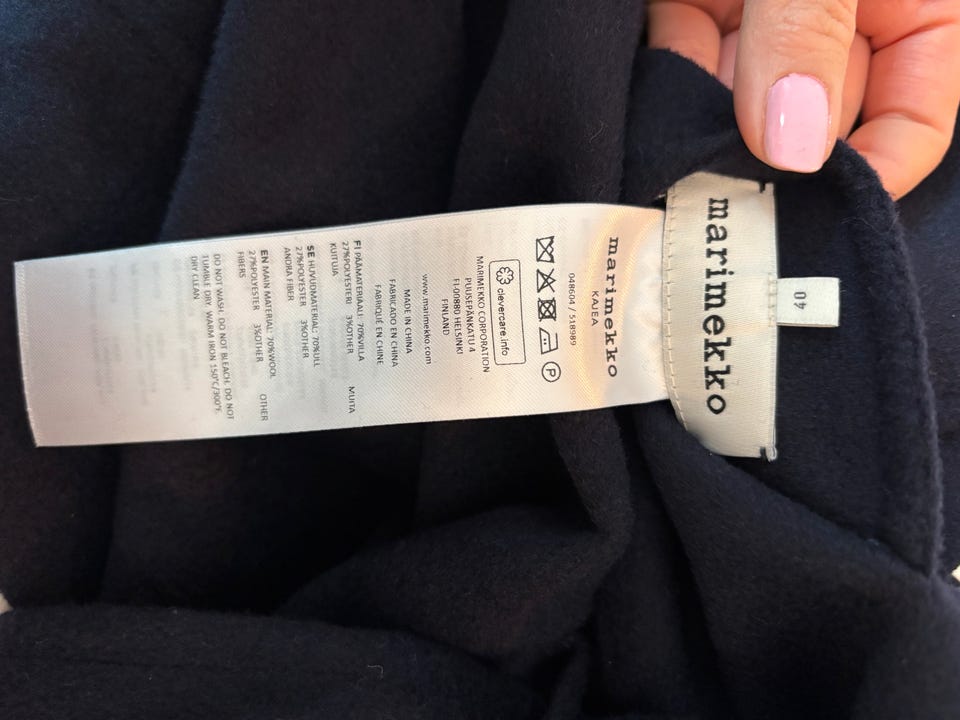 marimekko
40
marimekko
KAJEA
048604 / 518989
P
clevercare.info
MARIMEKKO CORPORATION
PUUSEPÄNKATU 4
FI-00880 HELSINKI
FINLAND
www.marimekko.com
MADE IN CHINA
FABRICADO EN CHINA
FABRIQUÉ EN CHINE
FI PÄÄMATERIAALI: 70%VILLA
27%POLYESTERI 3%OTHER MUITA
KUITUJA
SE HUVUDMATERIAL: 70%ULL
27%POLYESTER 3%OTHER
ANDRA FIBER
EN MAIN MATERIAL: 70%WOOL
27%POLYESTER 3%OTHER OTHER
FIBERS
DO NOT WASH. DO NOT BLEACH. DO NOT
TUMBLE DRY. WARM IRON 150°C/300°F.
DRY CLEAN